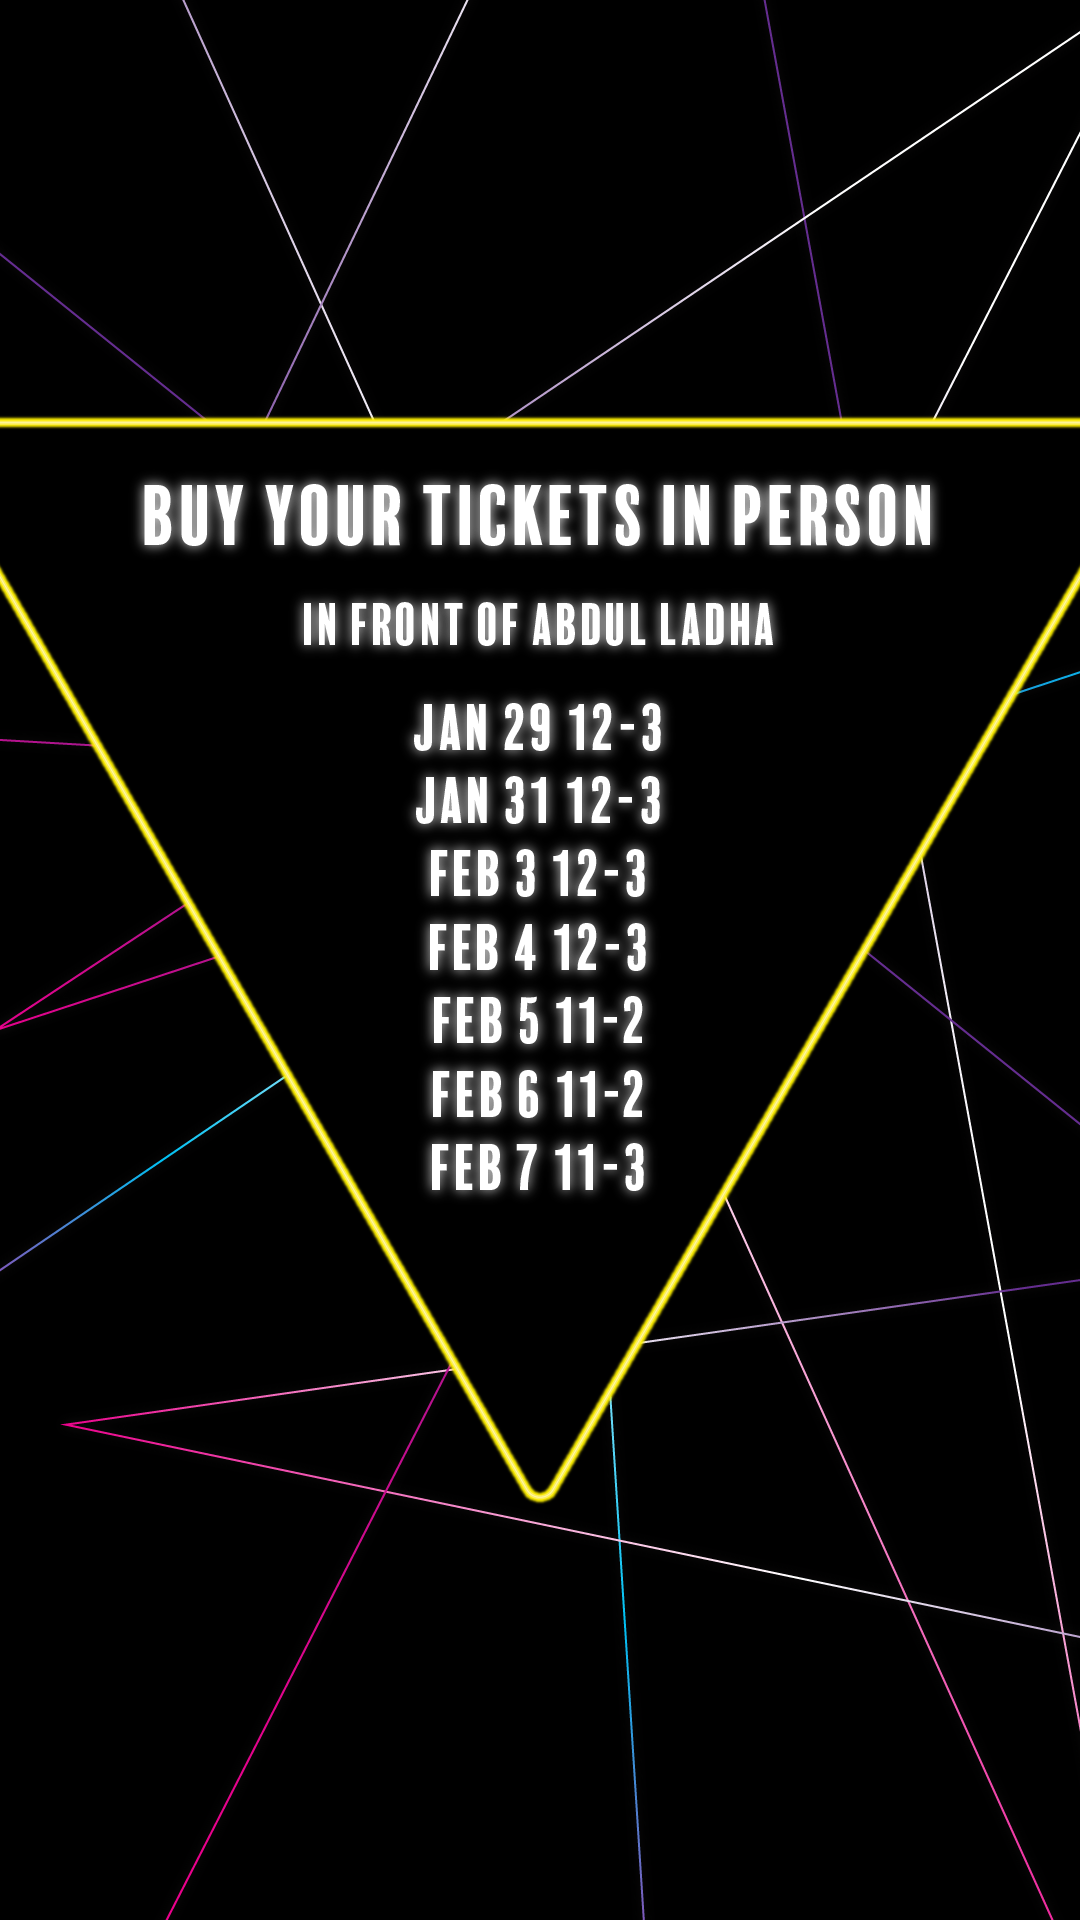 BUY YOUR TICKETS IN PERSON
IN FRONT OF ABDUL LADHA
JAN 29 12-3
JAN 31 12-3
FEB 3 12-3
FEB 4 12-3
FEB 5 11-2
FEB 6 11-2
FEB 7 11-3